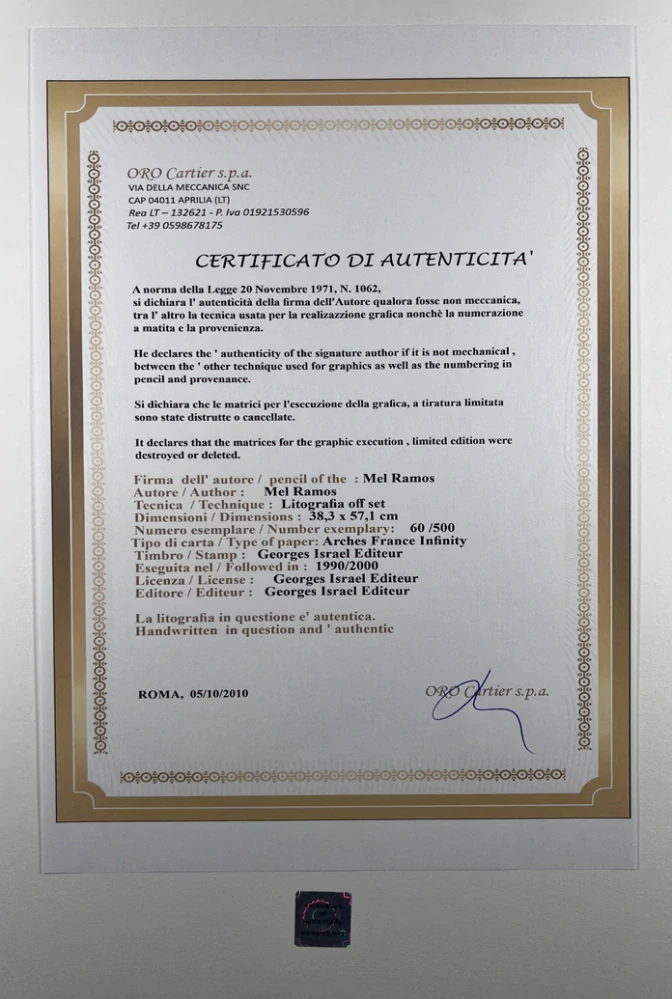 ORO Cartier s.p.a.
VIA DELLA MECCANICA SNC
CAP 04011 APRILIA (LT)
Rea LT – 132621 - P. Iva 01921530596
Tel +39 0598678175
CERTIFICATO DI AUTENTICITA'
A norma della Legge 20 Novembre 1971, N. 1062,
si dichiara l' autenticità della firma dell'Autore qualora fosse non meccanica,
tra l' altro la tecnica usata per la realizazzione grafica nonchè la numerazione
a matita e la provenienza.
He declares the ' authenticity of the signature author if it is not mechanical ,
between the ' other technique used for graphics as well as the numbering in
pencil and provenance.
Si dichiara che le matrici per l'esecuzione della grafica, a tiratura limitata
sono state distrutte o cancellate.
It declares that the matrices for the graphic execution , limited edition were
destroyed or deleted.
Firma dell' autore / pencil of the : Mel Ramos
Autore / Author : Mel Ramos
Tecnica / Technique : Litografia off set
Dimensioni / Dimensions : 38,3 x 57,1 cm
Numero esemplare / Number exemplary: 60 /500
Tipo di carta / Type of paper: Arches France Infinity
Timbro / Stamp : Georges Israel Editeur
Eseguita nel / Followed in : 1990/2000
Licenza / License : Georges Israel Editeur
Editore / Editeur : Georges Israel Editeur
La litografia in questione e' autentica.
Handwritten in question and ' authentic
ROMA, 05/10/2010
ORO Cartier s.p.a.